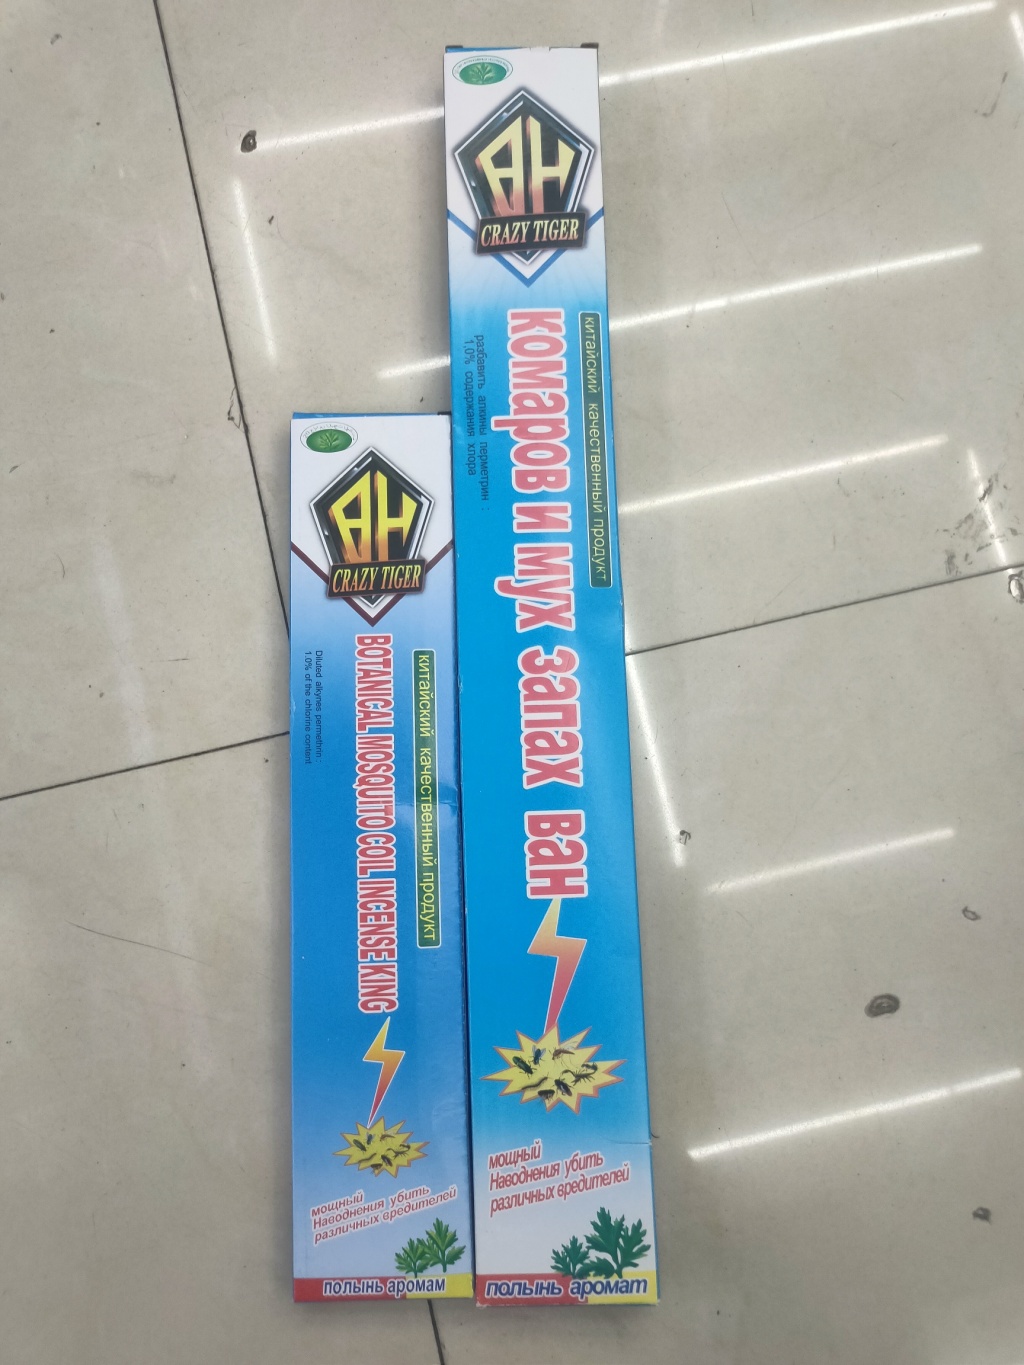 BH
CRAZY TIGER
китайский качественный продукт
комаров и мух запах ван
разбавить алкины перметрин :
1,0% содержания хлора
мощный
Наводнения убить
различных вредителей
полынь аромат
BH
CRAZY TIGER
китайский качественный продукт
BOTANICAL MOSQUITO COIL INCENSE KING
Diluted alkynes permethrin :
1.0% of the chlorine content
мощный
Наводнения убить
различных вредителей
полынь аромам